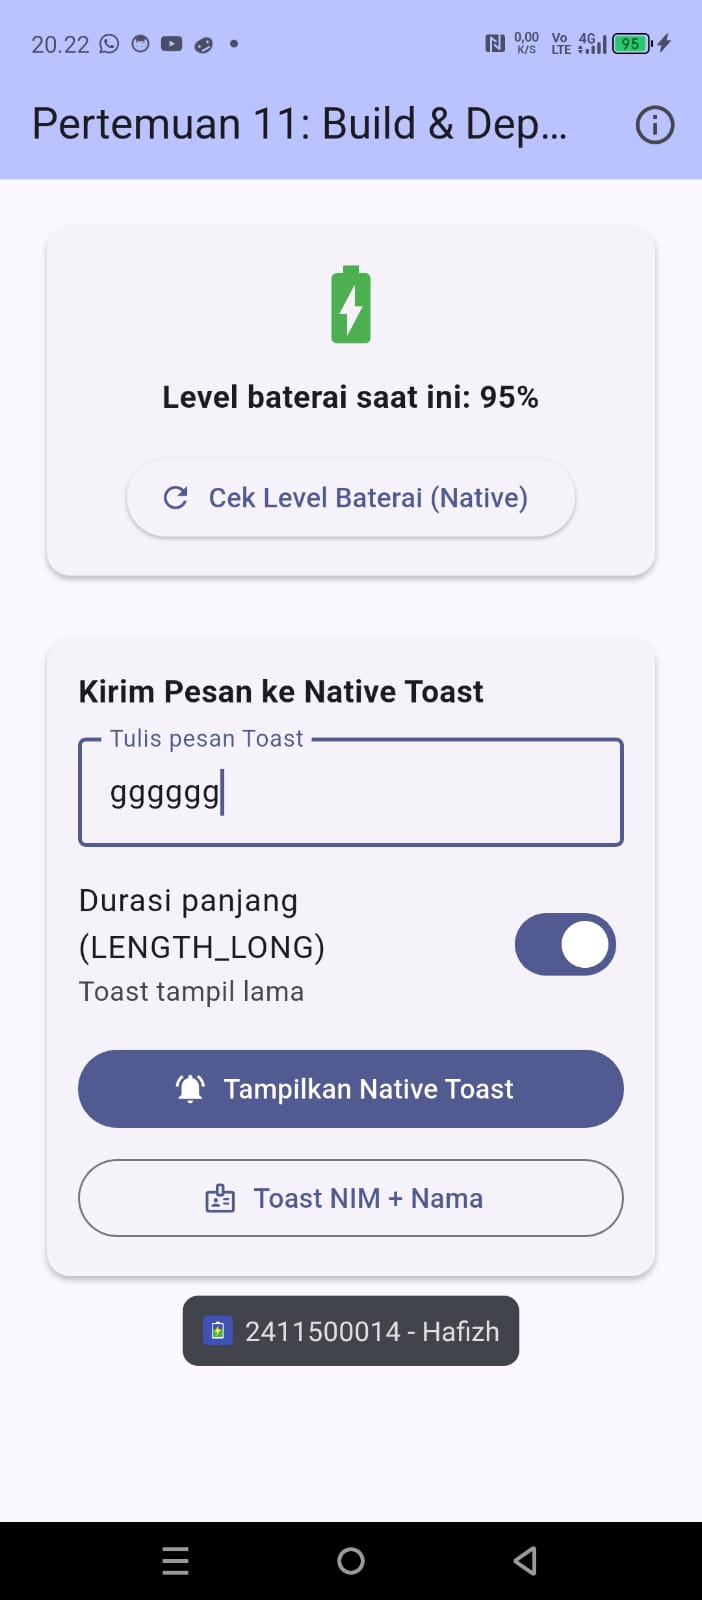 20.22
0,00 K/S Vo LTE 4G 95
Pertemuan 11: Build & Dep...
Level baterai saat ini: 95%
Cek Level Baterai (Native)
Kirim Pesan ke Native Toast
Tulis pesan Toast
gggggg
Durasi panjang
(LENGTH_LONG)
Toast tampil lama
Tampilkan Native Toast
Toast NIM + Nama
2411500014 - Hafizh